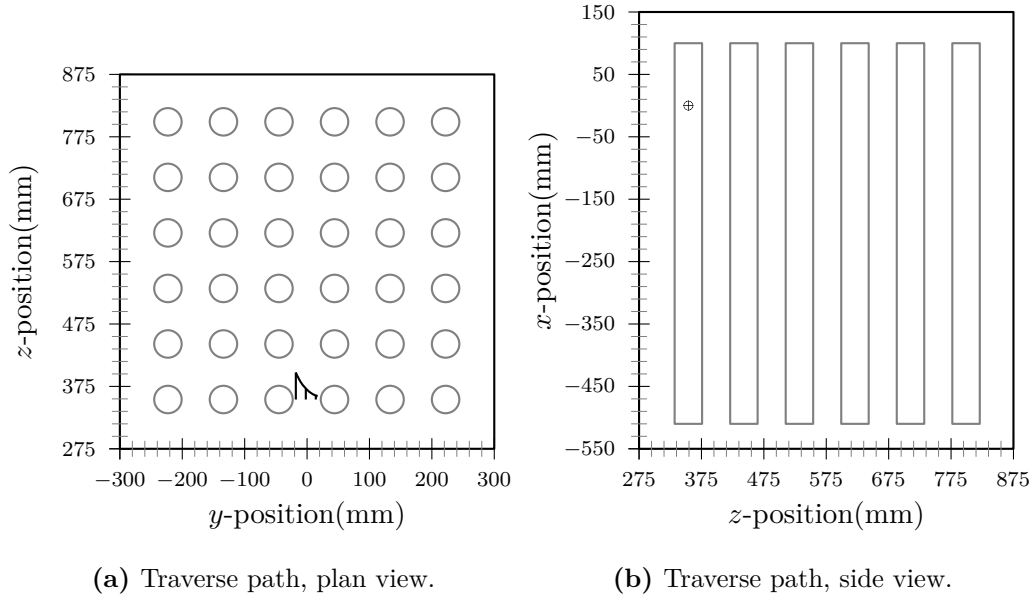 875
775
675
575
475
375
275
−300 −200 −100 0 100 200 300
z-position(mm)
y-position(mm)
(a) Traverse path, plan view.
150
50
−50
−150
−250
−350
−450
−550
275 375 475 575 675 775 875
x-position(mm)
z-position(mm)
(b) Traverse path, side view.